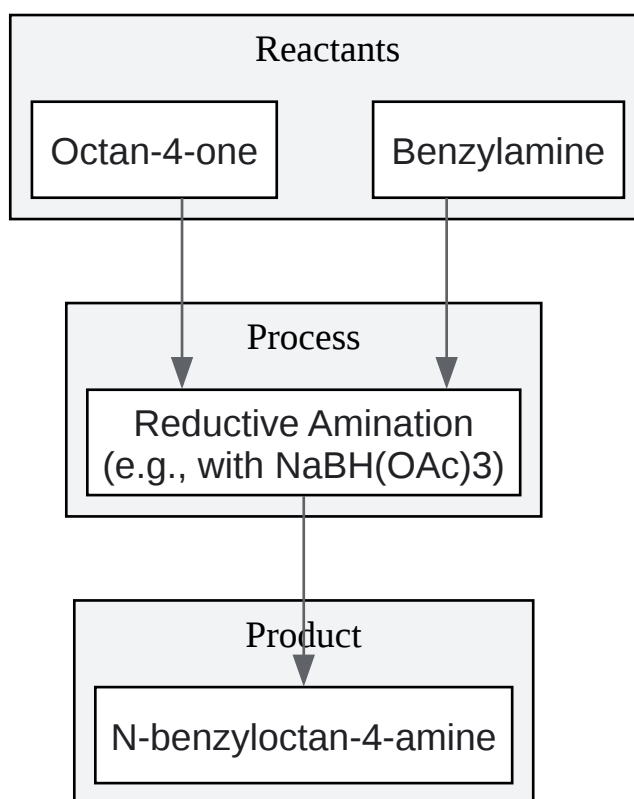 Reactants
Octan-4-one
Benzylamine
Process
Reductive Amination
(e.g., with NaBH(OAc)3)
Product
N-benzyloctan-4-amine